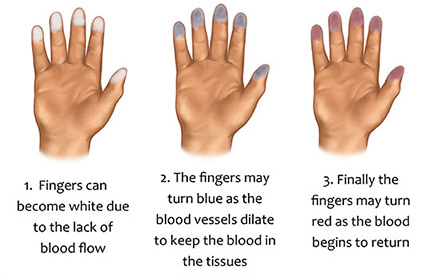 1. Fingers can
become white due
to the lack of
blood flow
2. The fingers may
turn blue as the
blood vessels dilate
to keep the blood in
the tissues
3. Finally the
fingers may turn
red as the blood
begins to return